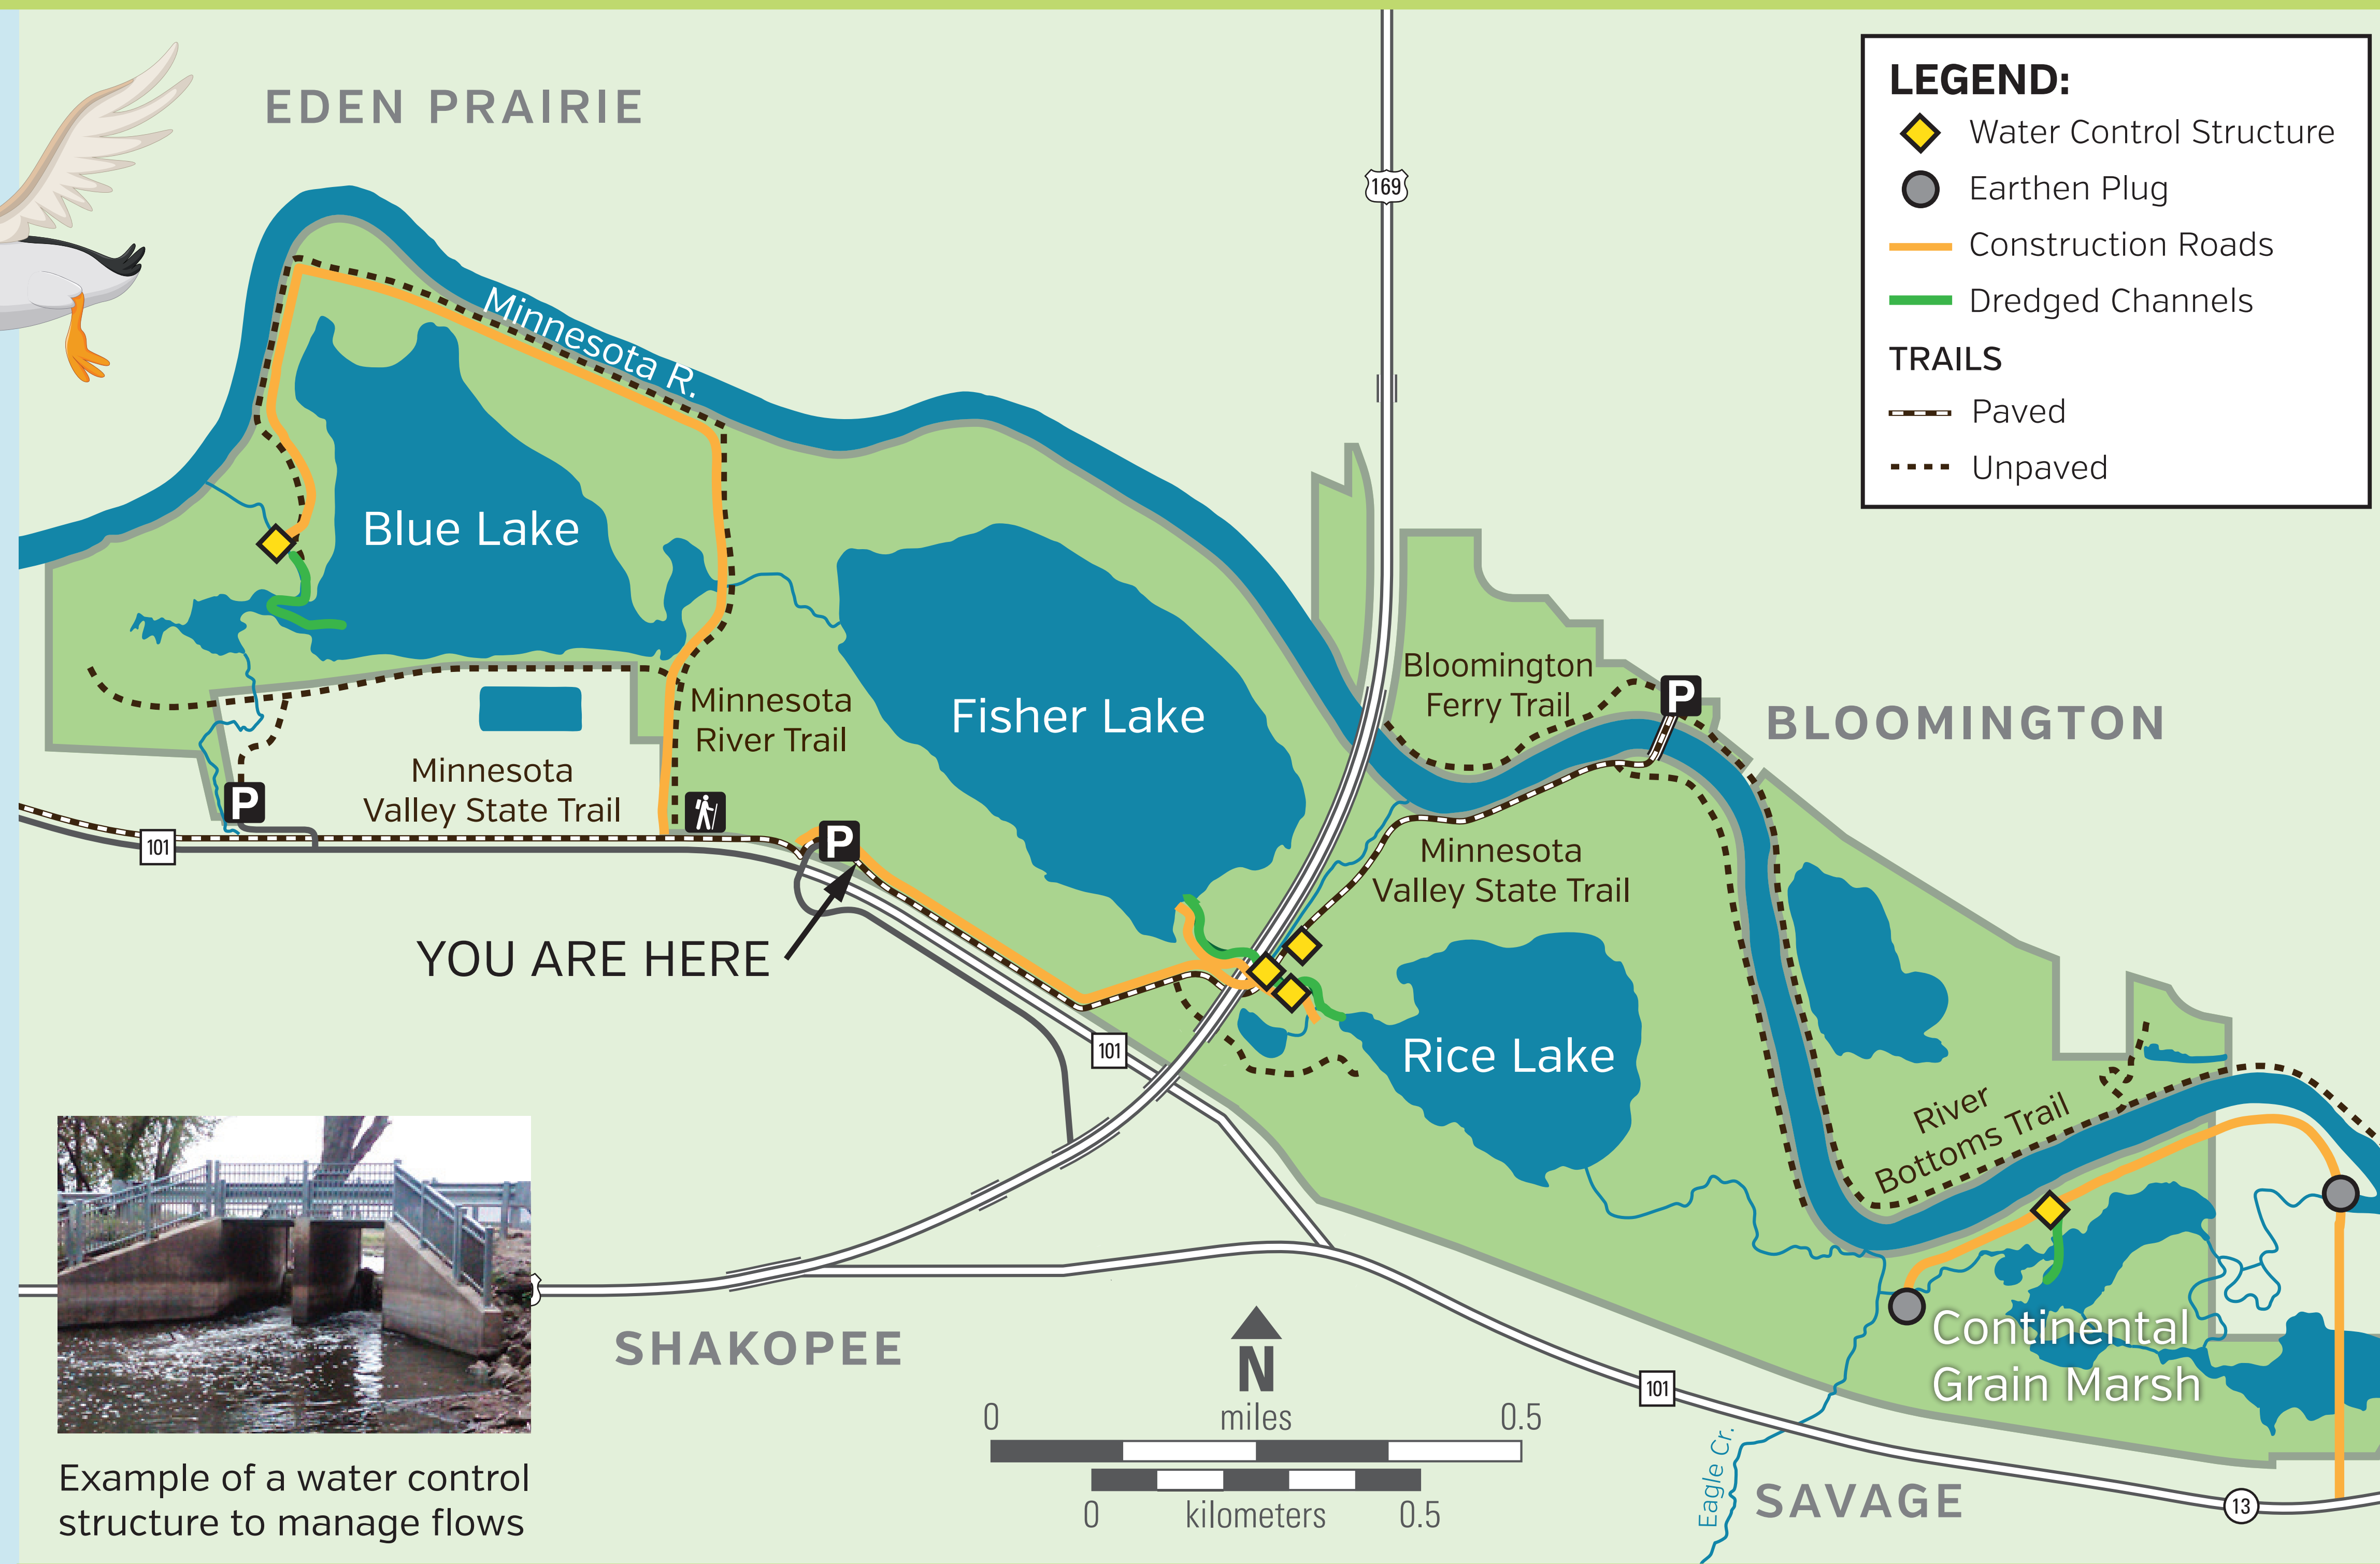 EDEN PRAIRIE
169
LEGEND:
Water Control Structure
Earthen Plug
Construction Roads
Dredged Channels
TRAILS
Paved
Unpaved
Minnesota R.
Blue Lake
Fisher Lake
Bloomington
Ferry Trail
P
BLOOMINGTON
Minnesota
River Trail
Minnesota
Valley State Trail
P
101
P
YOU ARE HERE
Minnesota
Valley State Trail
101
Rice Lake
River
Bottoms Trail
Continental
Grain Marsh
SHAKOPEE
N
0 miles 0.5
0 kilometers 0.5
101
Eagle Cr.
SAVAGE
13
Example of a water control
structure to manage flows